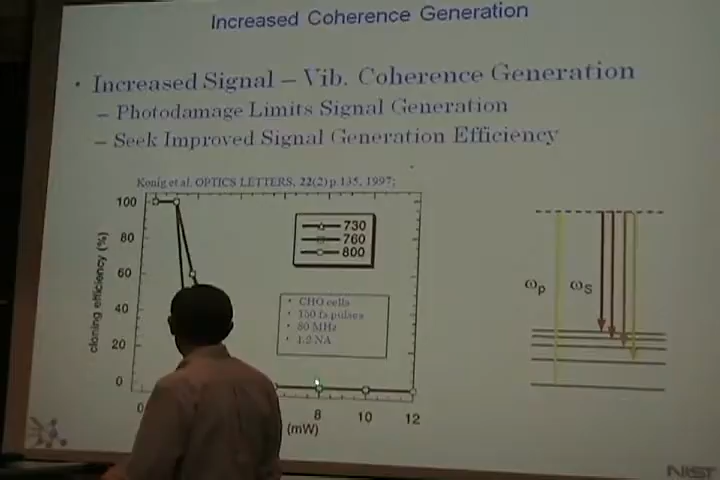 Increased Coherence Generation
• Increased Signal – Vib. Coherence Generation
– Photodamage Limits Signal Generation
– Seek Improved Signal Generation Efficiency
Konig et al. OPTICS LETTERS, 22(2) p 135, 1997;
cloning efficiency (%)
100
80
60
40
20
0
730
760
800
• CHO cells
• 150 fs pulses
• 80 MHz
• 1.2 NA
0
8
10
12
(mW)
ωp
ωs
NIST